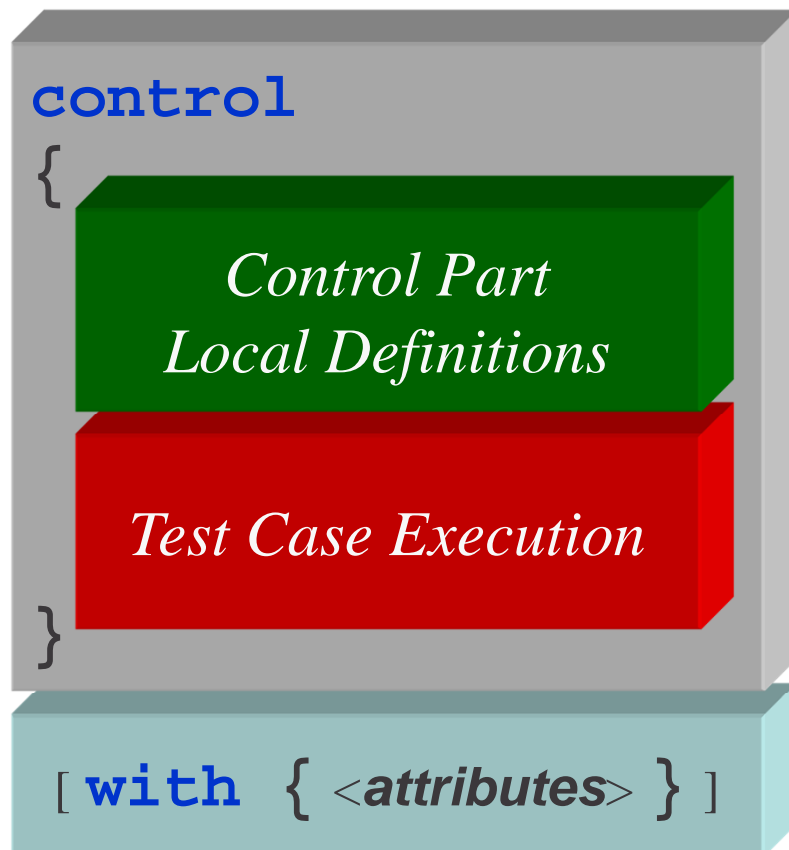 control
{
Control Part
Local Definitions
Test Case Execution
}
[ with { <attributes> } ]